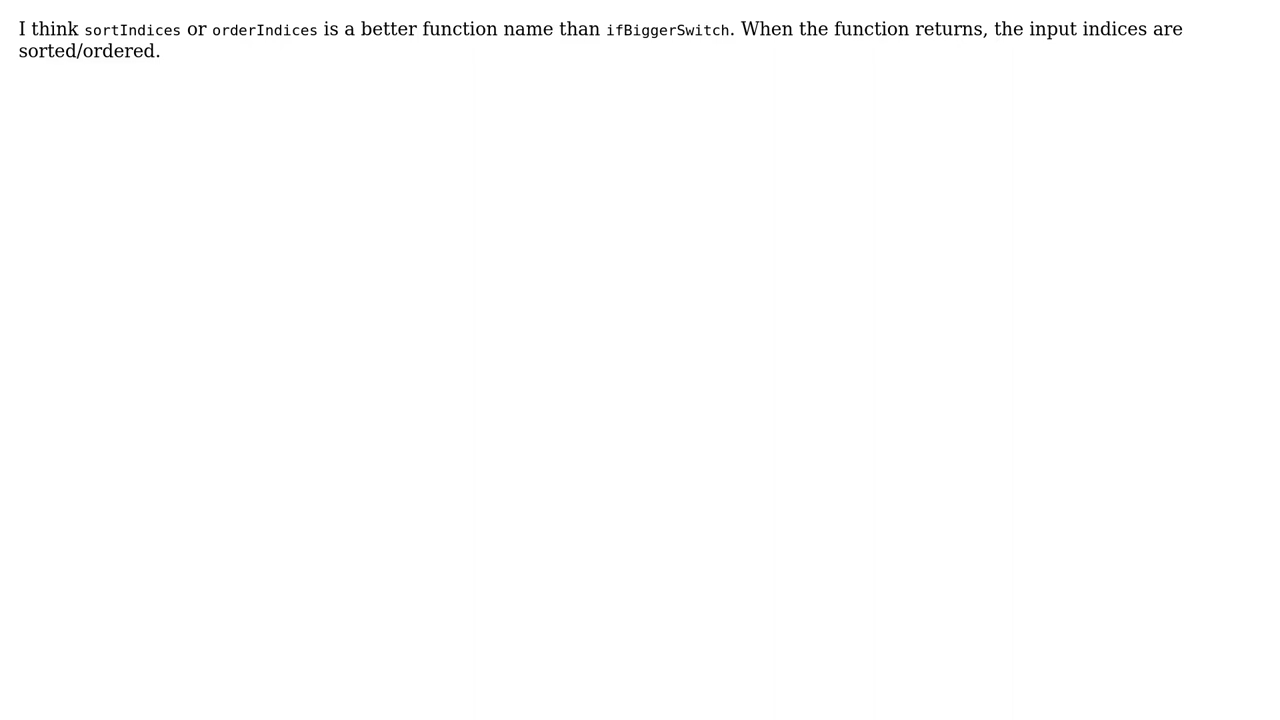 I think sortIndices or orderIndices is a better function name than ifBiggerSwitch. When the function returns, the input indices are
sorted/ordered.